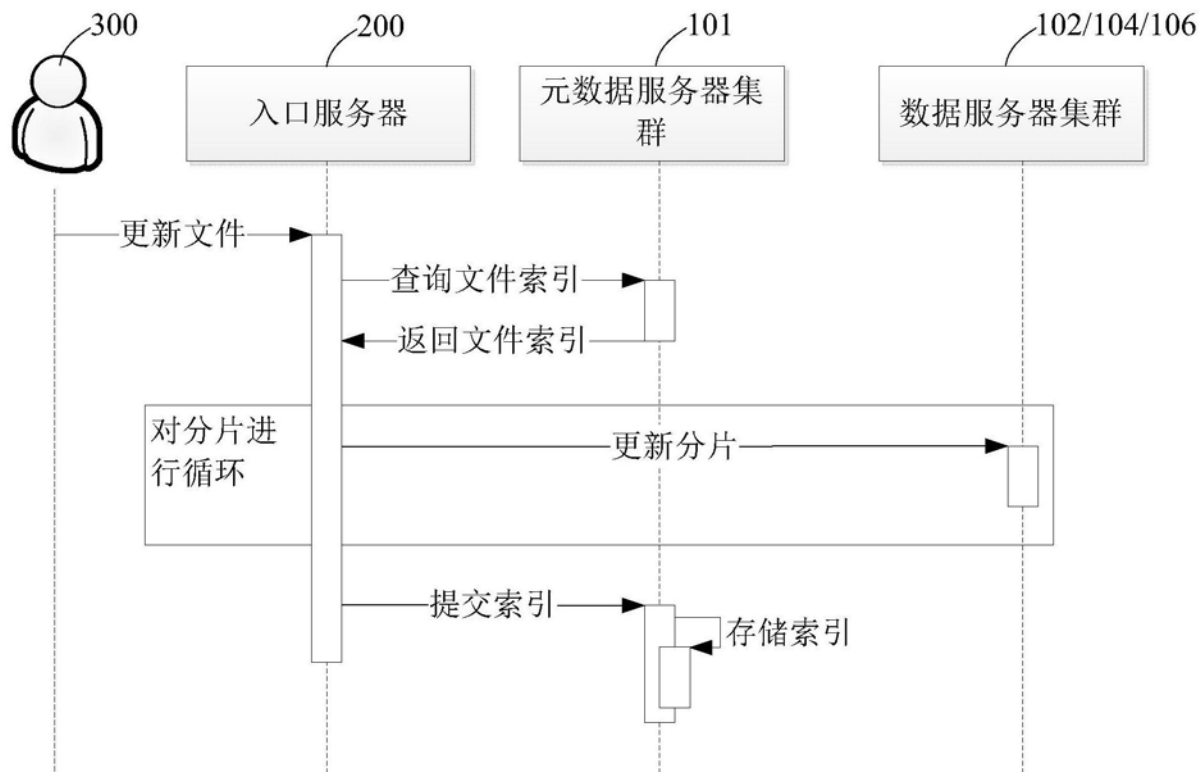 300
200
101
102/104/106
入口服务器
元数据服务器集
群
数据服务器集群
更新文件
查询文件索引
返回文件索引
对分片进
行循环
更新分片
提交索引
存储索引